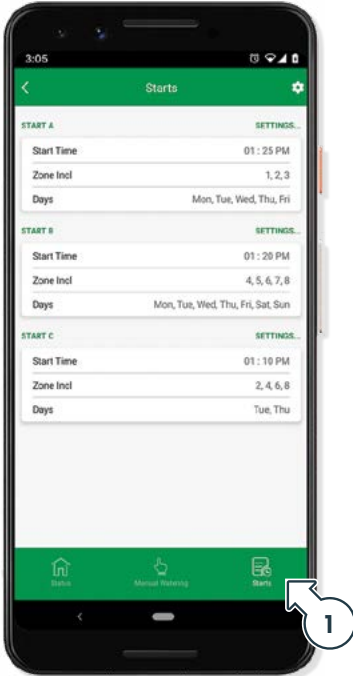 3:05
Starts
START A SETTINGS...
Start Time 01 : 25 PM
Zone Incl 1, 2, 3
Days Mon, Tue, Wed, Thu, Fri
START B SETTINGS...
Start Time 01 : 20 PM
Zone Incl 4, 5, 6, 7, 8
Days Mon, Tue, Wed, Thu, Fri, Sat, Sun
START C SETTINGS...
Start Time 01 : 10 PM
Zone Incl 2, 4, 6, 8
Days Tue, Thu
Status Manual Watering Starts
1